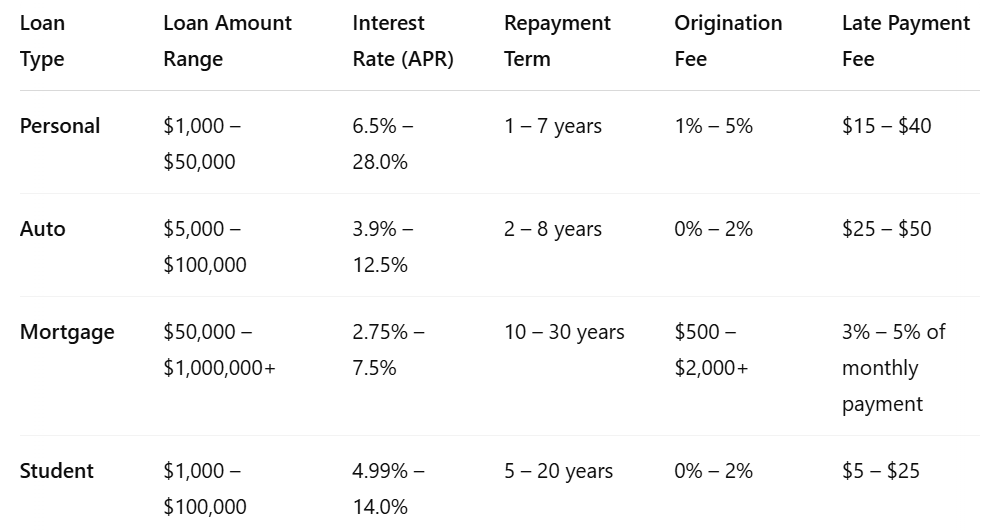 Loan Type Loan Amount Range Interest Rate (APR) Repayment Term Origination Fee Late Payment Fee
Personal $1,000 – $50,000 6.5% – 28.0% 1 – 7 years 1% – 5% $15 – $40
Auto $5,000 – $100,000 3.9% – 12.5% 2 – 8 years 0% – 2% $25 – $50
Mortgage $50,000 – $1,000,000+ 2.75% – 7.5% 10 – 30 years $500 – $2,000+ 3% – 5% of monthly payment
Student $1,000 – $100,000 4.99% – 14.0% 5 – 20 years 0% – 2% $5 – $25